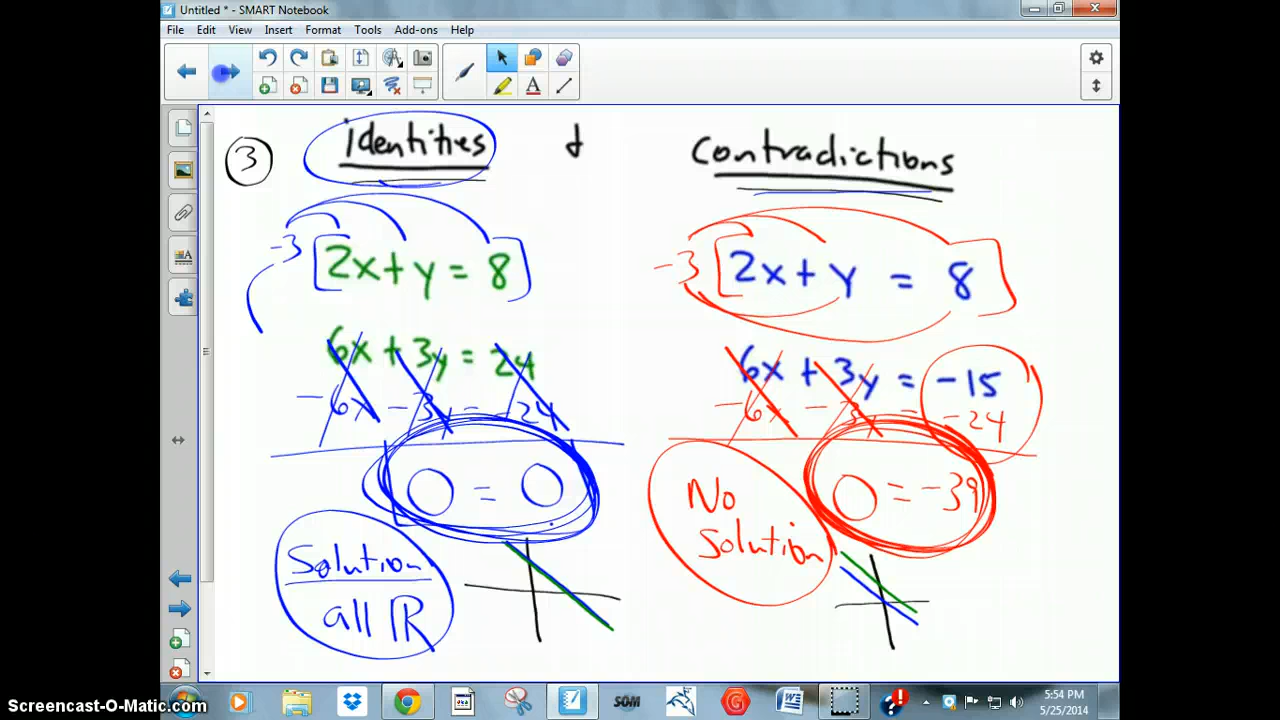 Untitled * - SMART Notebook
File Edit View Insert Format Tools Add-ons Help
3
identities & Contradictions
-3 [2x + y = 8]
6x + 3y = 24
-6x - 3y = -24
0 = 0
Solution
all ℝ
-3 [2x + y = 8]
6x + 3y = -15
-6x - 3y = -24
0 = -39
No
Solution
SOM
5:54 PM
5/25/2014
Screencast-O-Matic.com